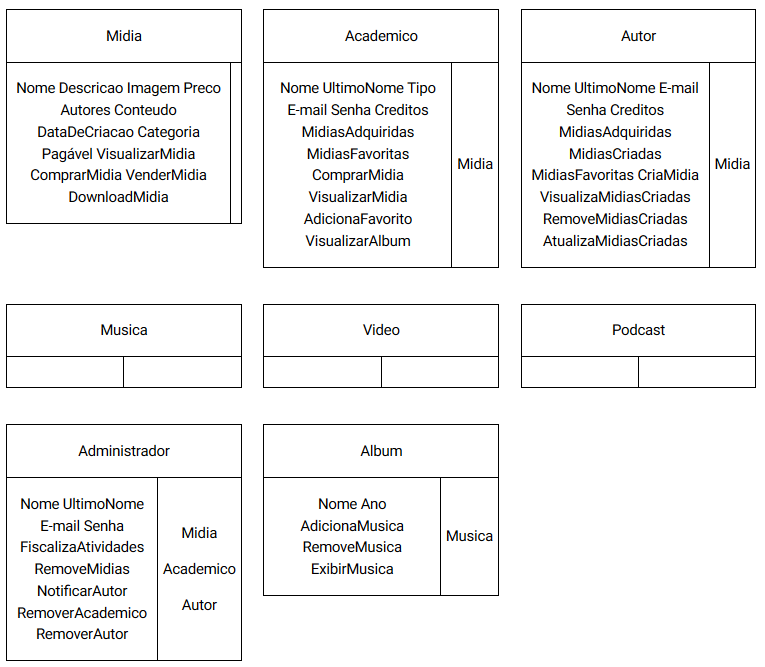 Midia
Nome Descricao Imagem Preco
Autores Conteudo
DataDeCriacao Categoria
Pagável VisualizarMidia
ComprarMidia VenderMidia
DownloadMidia
Academico
Nome UltimoNome Tipo
E-mail Senha Creditos
MidiasAdquiridas
MidiasFavoritas
ComprarMidia
VisualizarMidia
AdicionaFavorito
VisualizarAlbum
Midia
Autor
Nome UltimoNome E-mail
Senha Creditos
MidiasAdquiridas
MidiasCriadas
MidiasFavoritas CriaMidia
VisualizaMidiasCriadas
RemoveMidiasCriadas
AtualizaMidiasCriadas
Midia
Musica
Video
Podcast
Administrador
Nome UltimoNome
E-mail Senha
FiscalizaAtividades
RemoveMidias
NotificarAutor
RemoverAcademico
RemoverAutor
Midia
Academico
Autor
Album
Nome Ano
AdicionaMusica
RemoveMusica
ExibirMusica
Musica